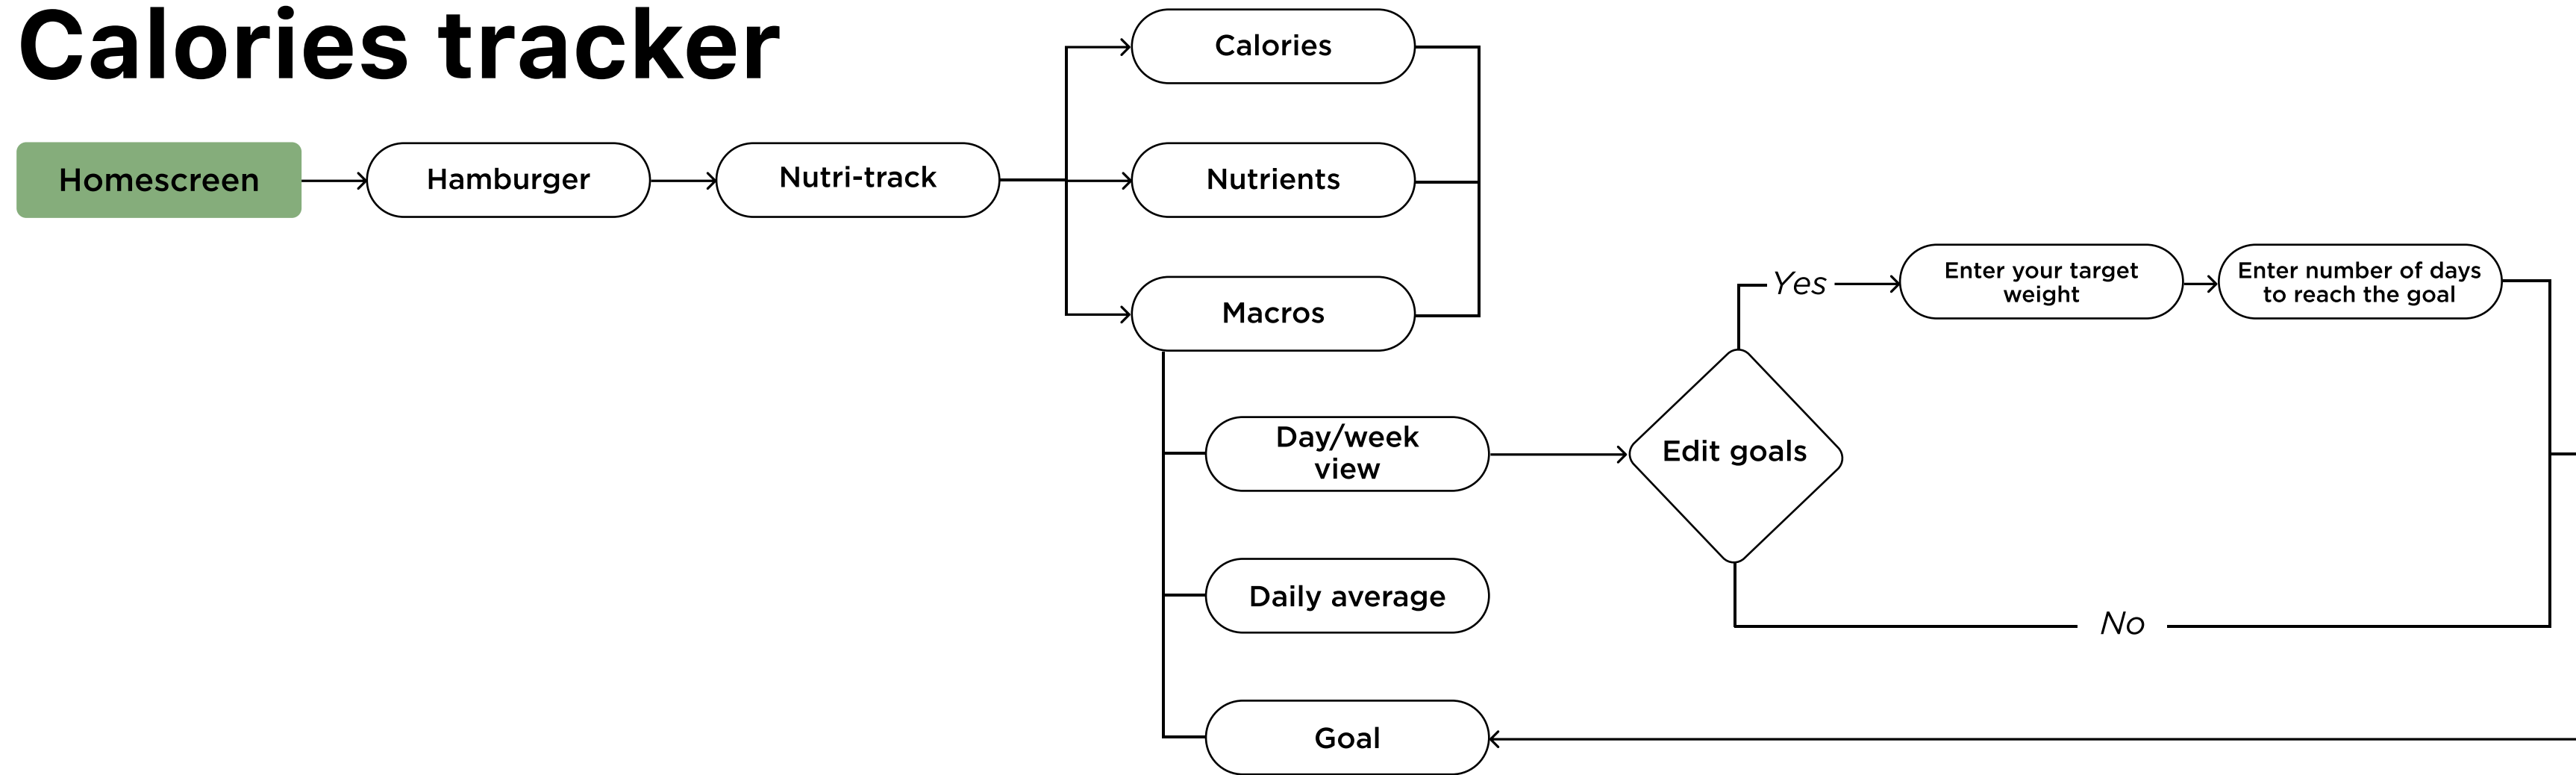 Calories tracker
Homescreen
Hamburger
Nutri-track
Calories
Nutrients
Macros
Day/week
view
Daily average
Goal
Edit goals
Yes
Enter your target
weight
Enter number of days
to reach the goal
No